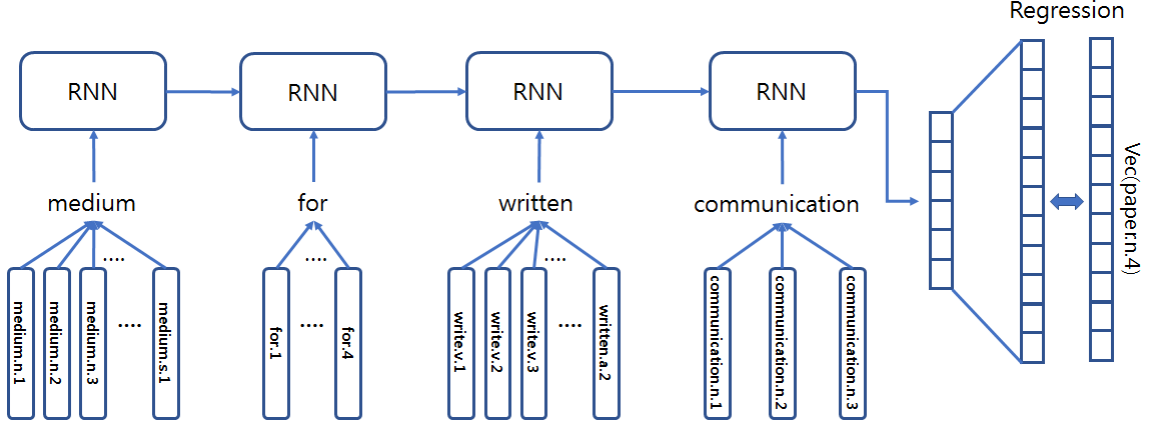 Regression
RNN
RNN
RNN
RNN
medium
for
written
communication
....
....
....
medium.n.1
medium.n.2
medium.n.3
....
medium.s.1
for.1
....
for.4
write.v.1
write.v.2
write.v.3
....
written.a.2
communication.n.1
communication.n.2
communication.n.3
Vec(paper.n.4)